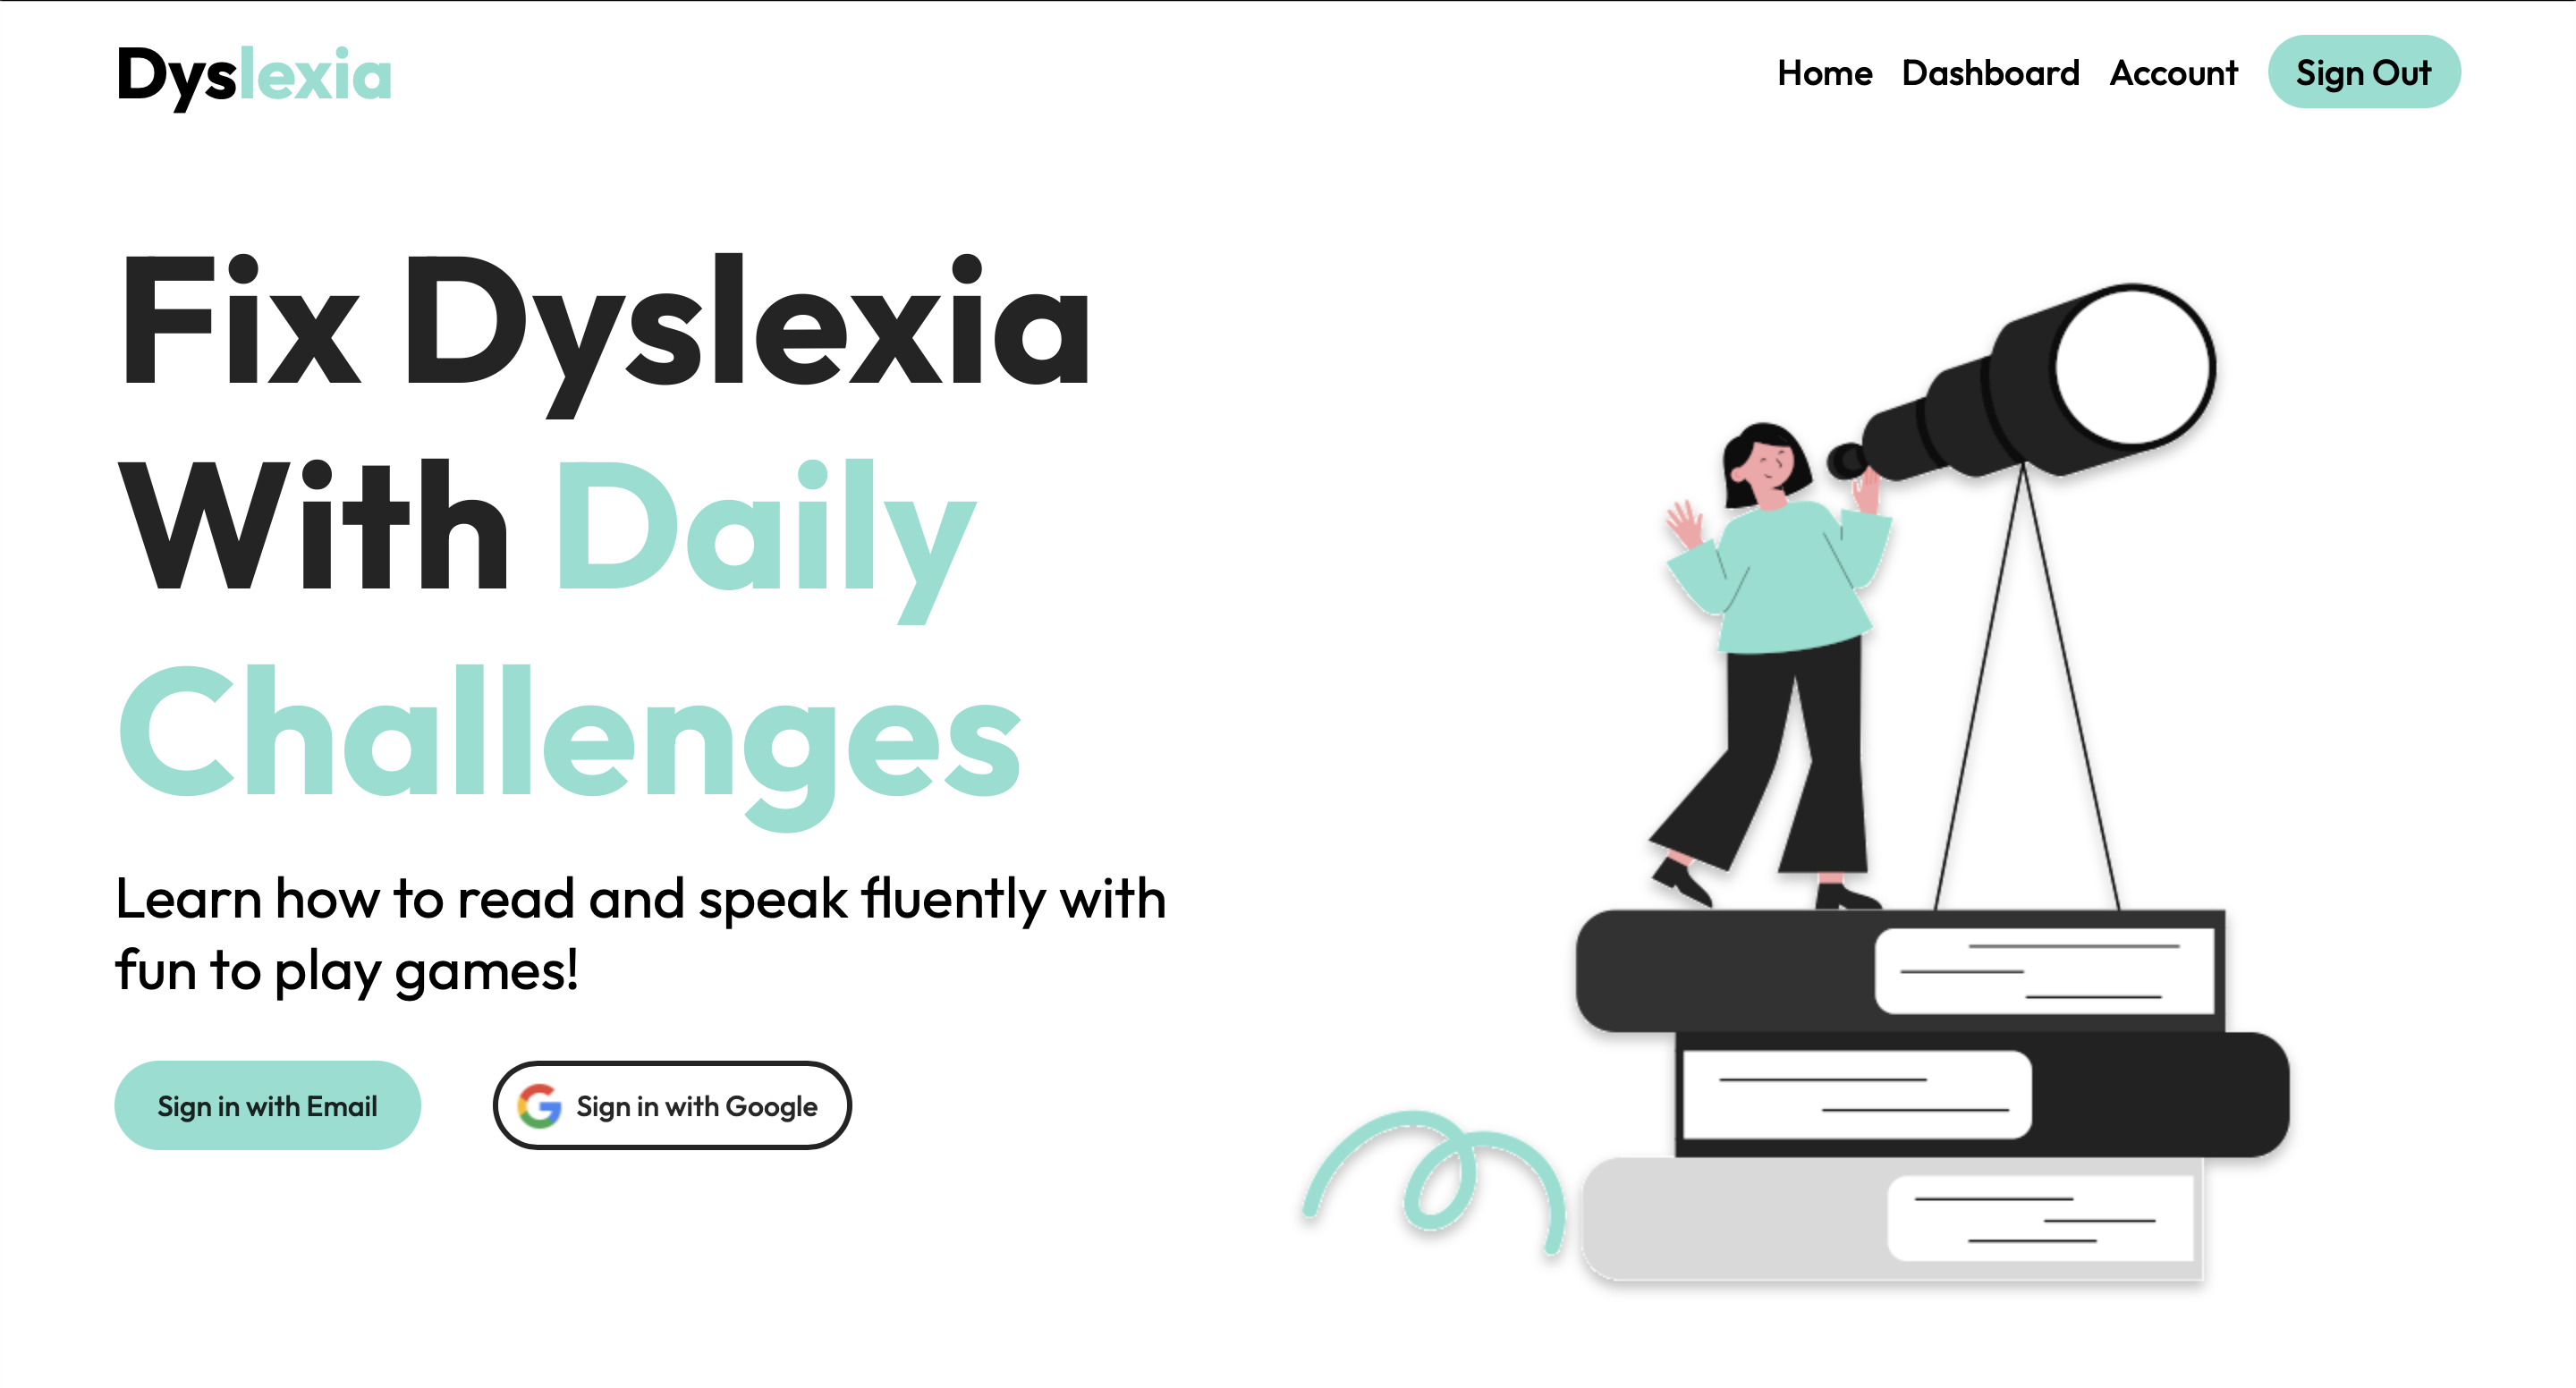 Dyslexia
Home Dashboard Account Sign Out
Fix Dyslexia
With Daily
Challenges
Learn how to read and speak fluently with
fun to play games!
Sign in with Email
Sign in with Google